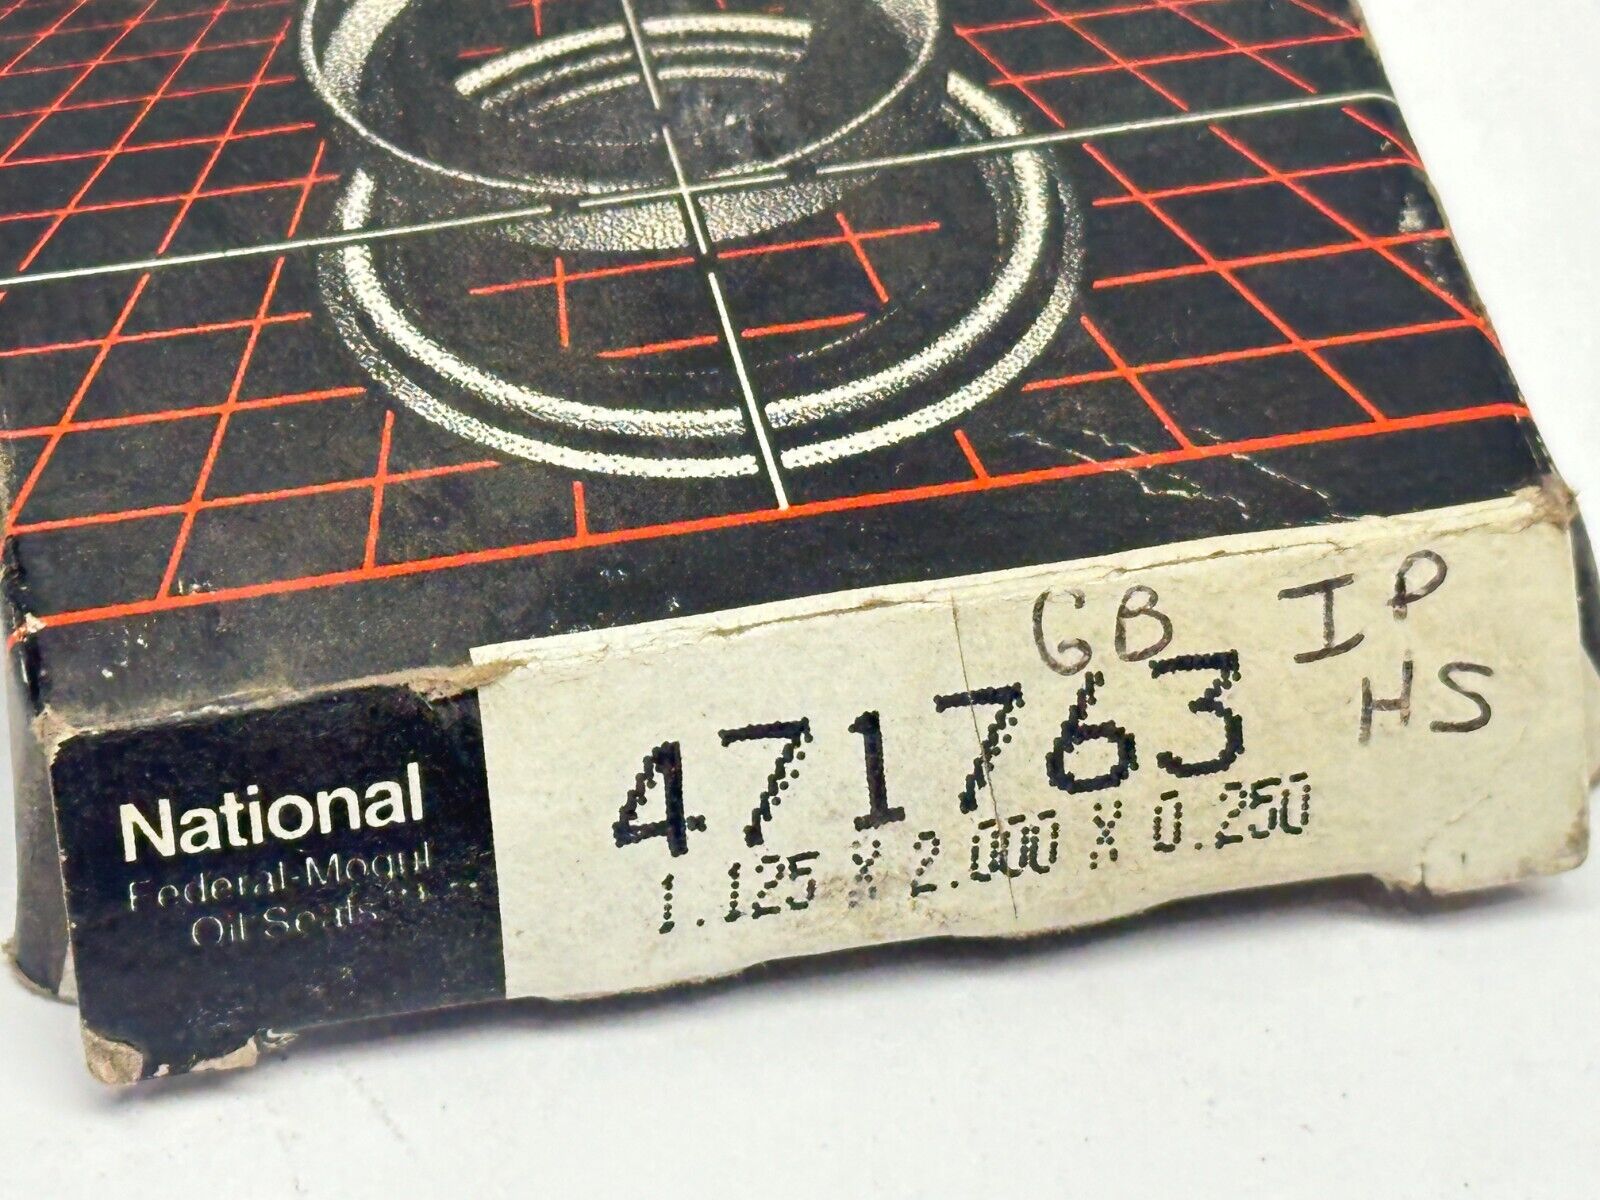 GB IP
HS
471763
1.125 X 2.000 X 0.250
National
Federal-Mogul
Oil Seals